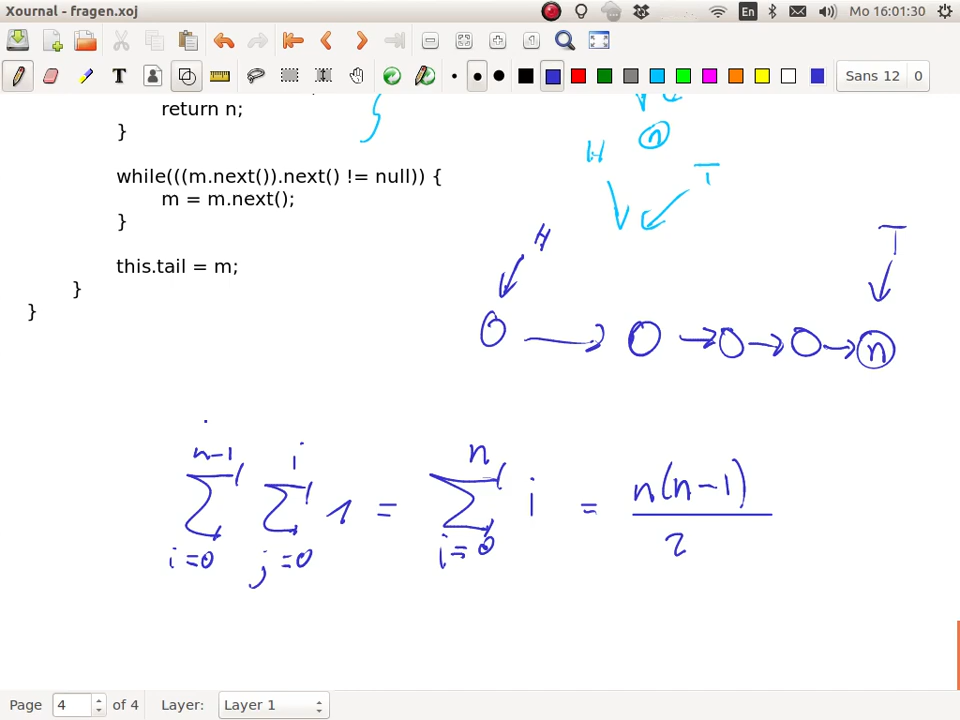 Xournal - fragen.xoj
En
Mo 16:01:30
T
Sans 12
0
return n;
}
while(((m.next()).next() != null)) {
m = m.next();
}
this.tail = m;
}
}
n
H
T
H
T
n
n-1
i
n
∑ ∑ 1 = ∑ i = n(n-1)
2
i=0
j=0
i=0
Page
4
of 4
Layer:
Layer 1